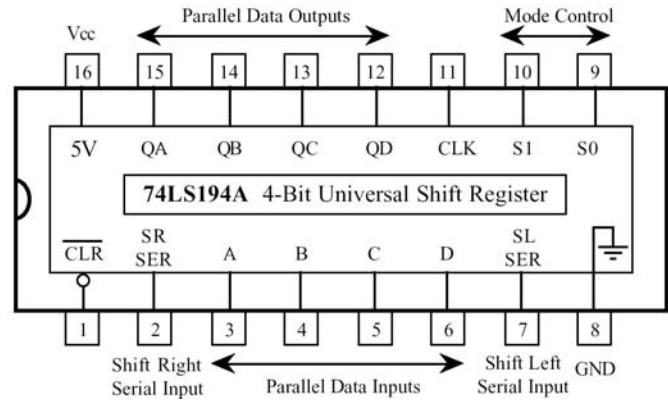 Parallel Data Outputs
Mode Control
Vcc
16 15 14 13 12 11 10 9
5V QA QB QC QD CLK S1 S0
74LS194A 4-Bit Universal Shift Register
CLR SR SER A B C D SL SER
1 2 3 4 5 6 7 8
Shift Right Serial Input
Parallel Data Inputs
Shift Left Serial Input
GND